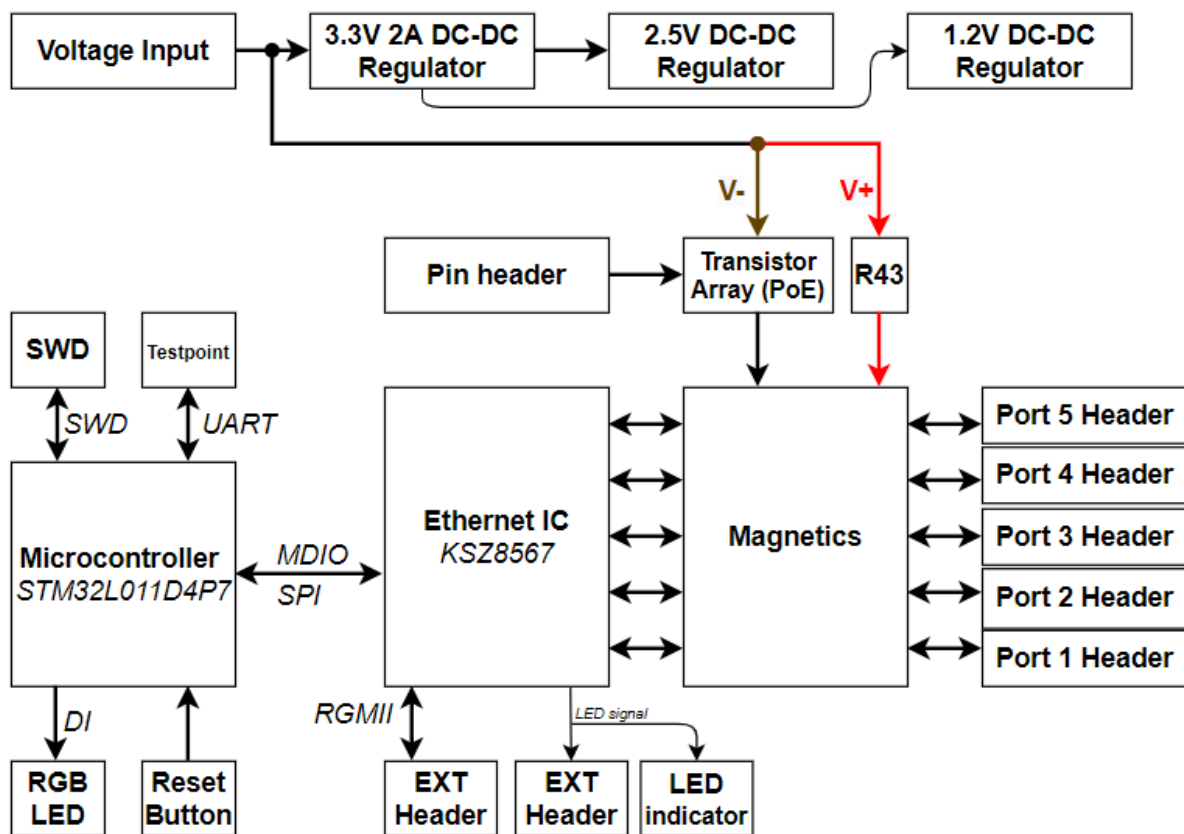 Voltage Input
3.3V 2A DC-DC
Regulator
2.5V DC-DC
Regulator
1.2V DC-DC
Regulator
V-
V+
Pin header
Transistor
Array (PoE)
R43
SWD
Testpoint
SWD
UART
Microcontroller
STM32L011D4P7
MDIO
SPI
Ethernet IC
KSZ8567
Magnetics
Port 5 Header
Port 4 Header
Port 3 Header
Port 2 Header
Port 1 Header
DI
RGMII
LED signal
RGB
LED
Reset
Button
EXT
Header
EXT
Header
LED
indicator